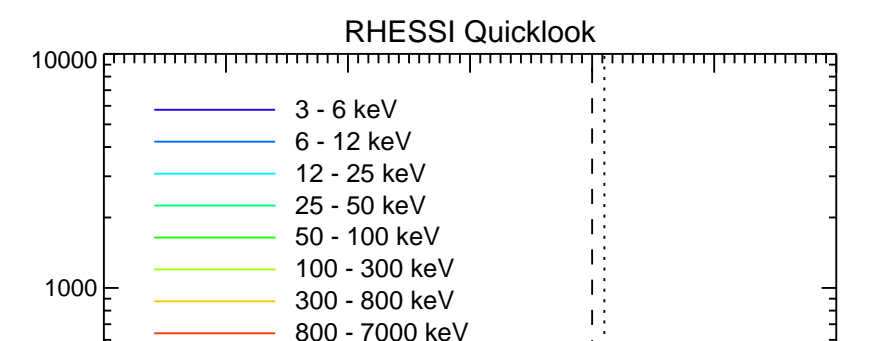 RHESSI Quicklook
10000
3 - 6 keV
6 - 12 keV
12 - 25 keV
25 - 50 keV
50 - 100 keV
100 - 300 keV
1000
300 - 800 keV
800 - 7000 keV